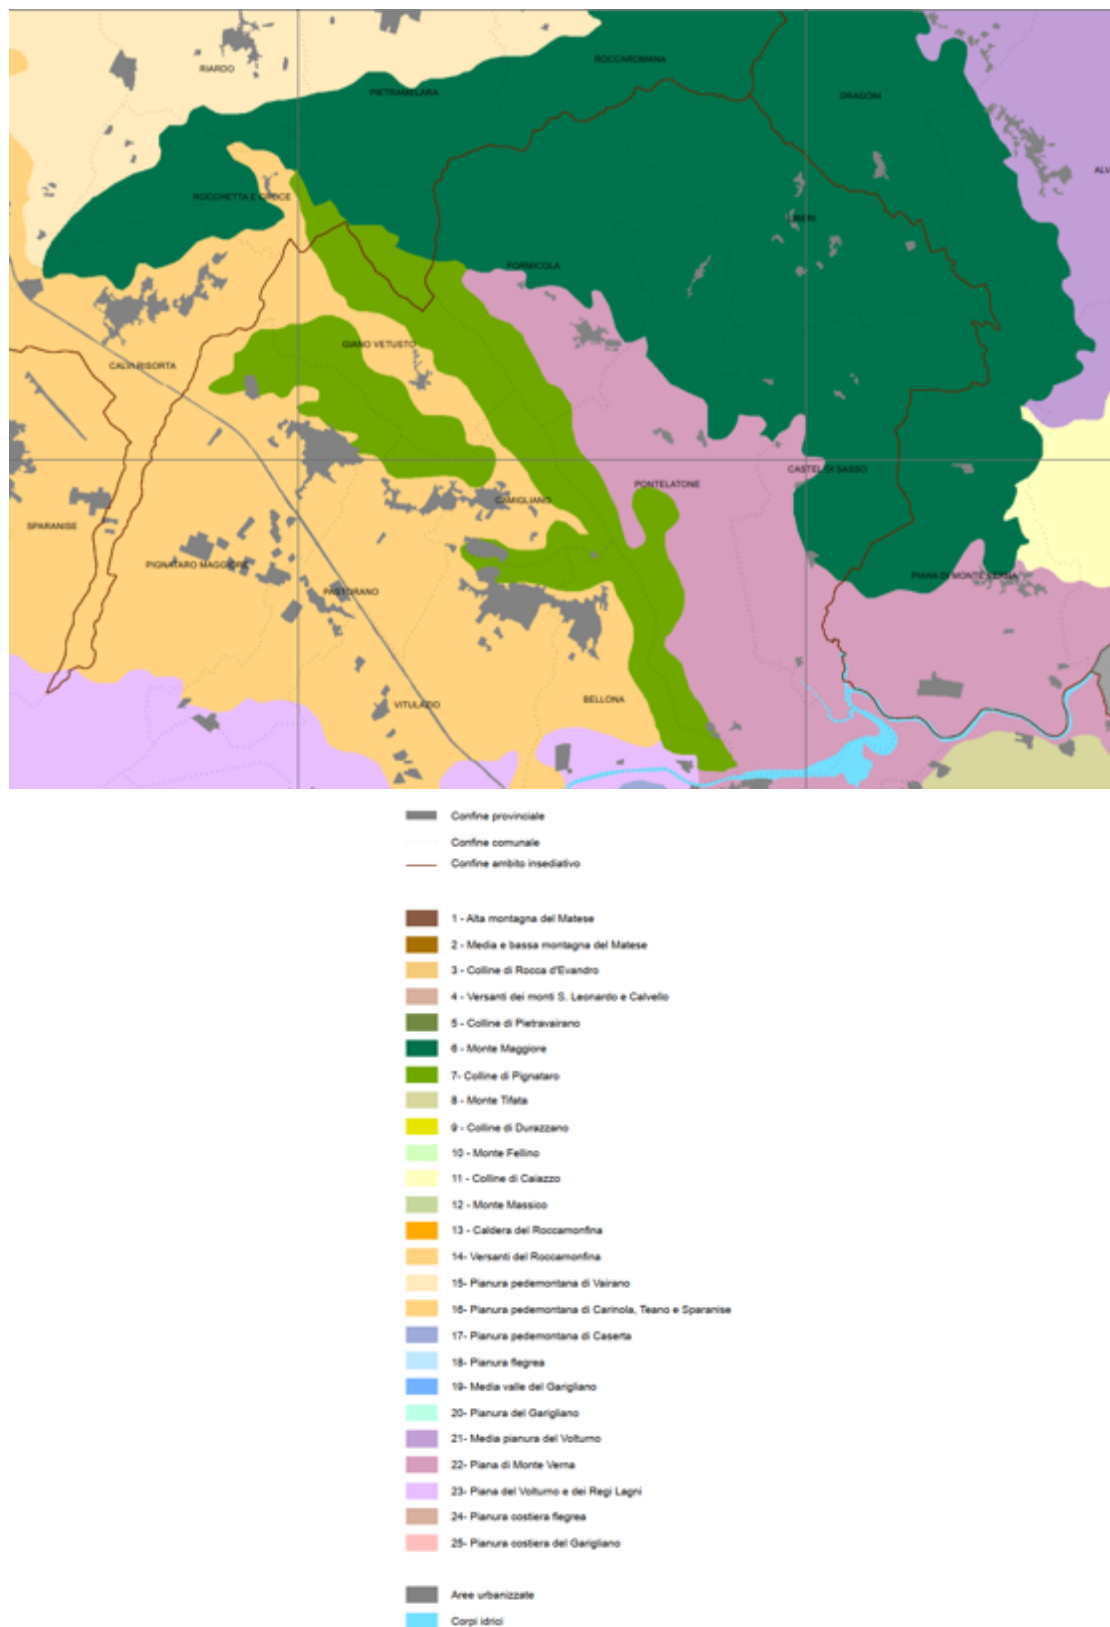 ROCCAROMANA
RIARDO
PIETRAMELARA
DRAGONI
ALV
ROCCHETTA E CROCE
LIBERI
FORMICOLA
GIANO VETUSTO
CALVI RISORTA
CASTEL DI SASSO
PONTELATONE
CAMIGLIANO
SPARANISE
PIGNATARO MAGGIORE
PIANA DI MONTE VERNA
PASTORANO
BELLONA
VITULAZIO
Confine provinciale
Confine comunale
Confine ambito insediativo
1 - Alta montagna del Matese
2 - Media e bassa montagna del Matese
3 - Colline di Rocca d'Evandro
4 - Versanti dei monti S. Leonardo e Calvello
5 - Colline di Pietravairano
6 - Monte Maggiore
7- Colline di Pignataro
8 - Monte Tifata
9 - Colline di Durazzano
10 - Monte Fellino
11 - Colline di Caiazzo
12 - Monte Massico
13 - Caldera del Roccamonfina
14- Versanti del Roccamonfina
15- Pianura pedemontana di Vairano
16- Pianura pedemontana di Carinola, Teano e Sparanise
17- Pianura pedemontana di Caserta
18- Pianura flegrea
19- Media valle del Garigliano
20- Pianura del Garigliano
21- Media pianura del Volturno
22- Piana di Monte Verna
23- Piana del Volturno e dei Regi Lagni
24- Pianura costiera flegrea
25- Pianura costiera del Garigliano
Aree urbanizzate
Corpi idrici